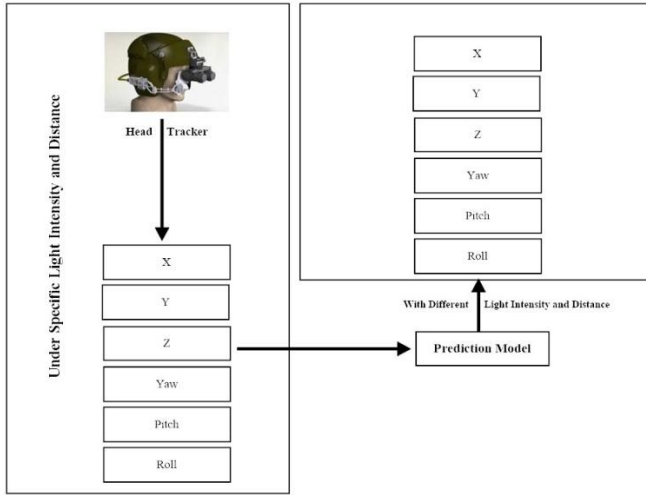 Under Specific Light Intensity and Distance
Head Tracker
X
Y
Z
Yaw
Pitch
Roll
X
Y
Z
Yaw
Pitch
Roll
With Different Light Intensity and Distance
Prediction Model